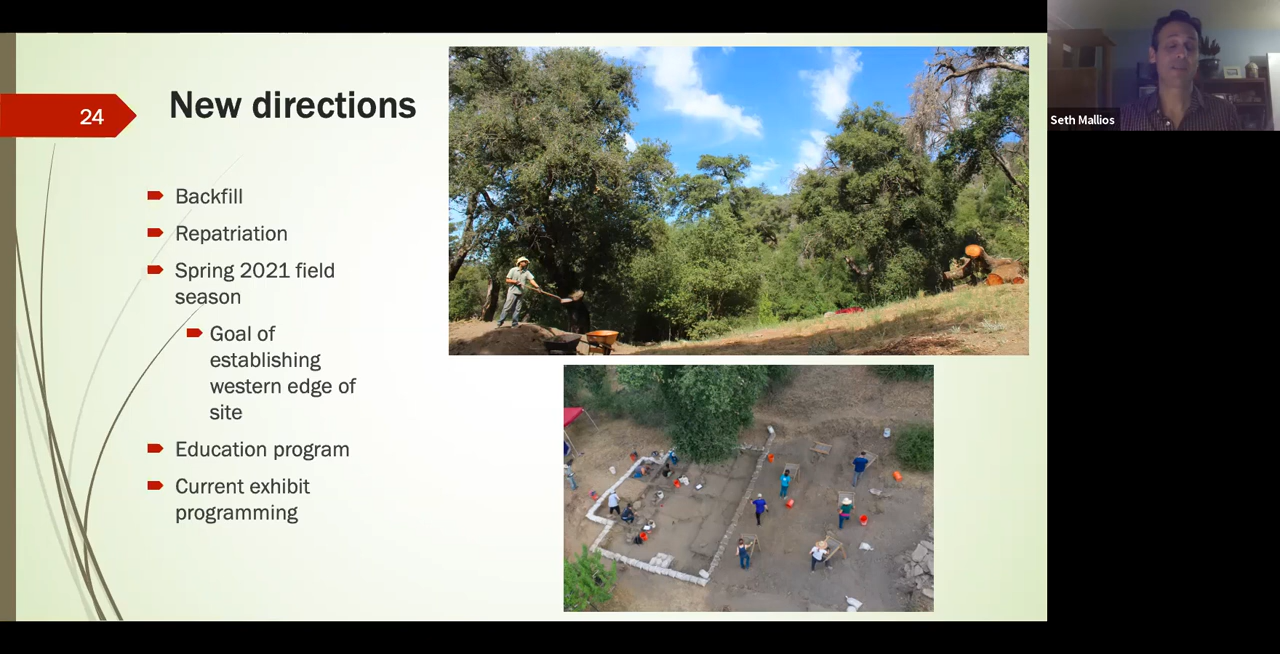 24
New directions
Backfill
Repatriation
Spring 2021 field
season
Goal of
establishing
western edge of
site
Education program
Current exhibit
programming
Seth Mallios